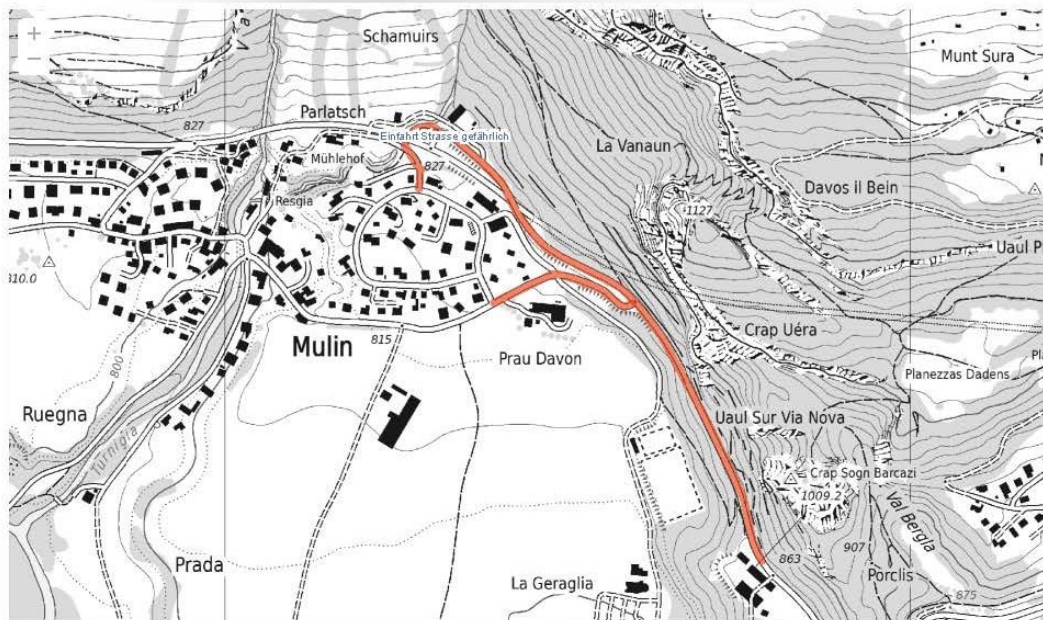 +
−
Schamuirs
Munt Sura
Parlatsch
827
Einfahrt Strasse gefährlich
La Vanaun
Mühlehof
827
Davos il Bein
Resgia
1127
Uaul P
810.0
Crap Uéra
Mulin
815
Prau Davon
800
Planezzas Dadens
Pla
Ruegna
Uaul Sur Via Nova
Turnigla
Crap Sogn Barcazi
1009.2
Val Bergla
907
863
Prada
La Geraglia
Porclis
875